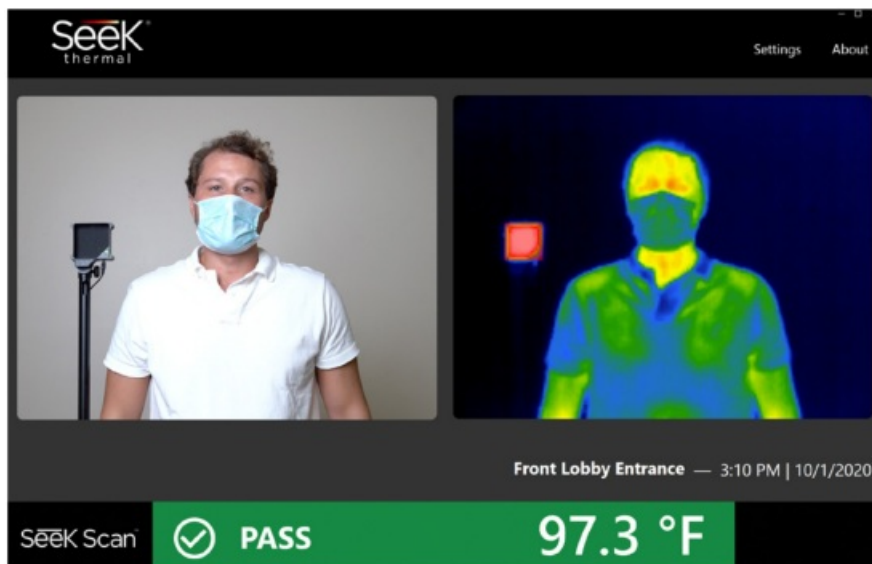 Seek
thermal
Settings About
Front Lobby Entrance — 3:10 PM | 10/1/2020
Seek Scan PASS 97.3 °F